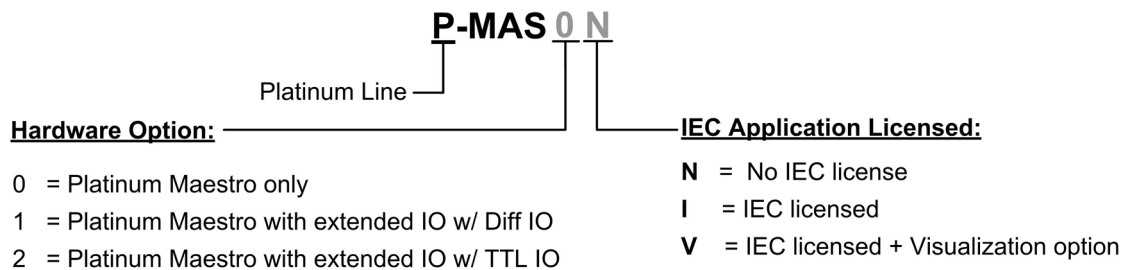 P-MAS 0 N
Platinum Line
Hardware Option:
0 = Platinum Maestro only
1 = Platinum Maestro with extended IO w/ Diff IO
2 = Platinum Maestro with extended IO w/ TTL IO
IEC Application Licensed:
N = No IEC license
I = IEC licensed
V = IEC licensed + Visualization option